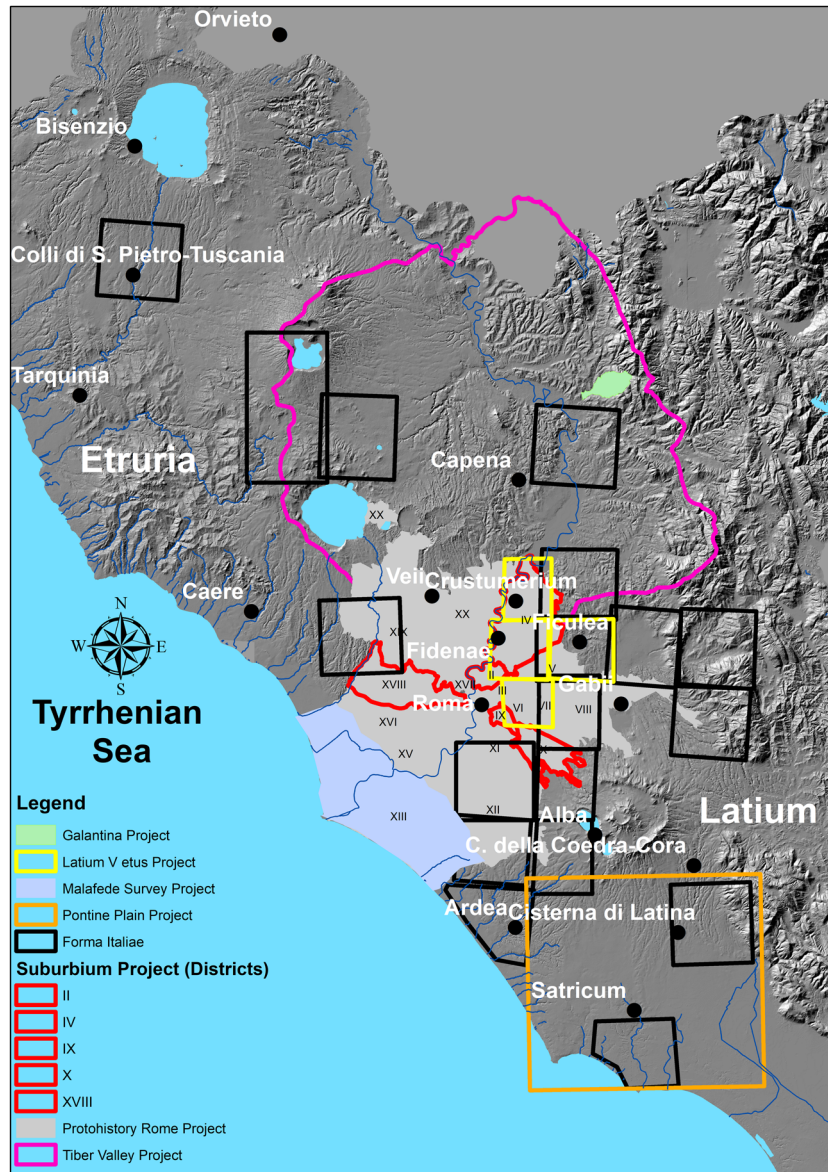 Orvieto
Bisenzio
Colli di S. Pietro-Tuscania
Tarquinia
Etruria
Capena
XX
Caere
Veii
Crustumerium
XX
IV
Ficulea
XIX
Fidenae
V
II
XVIII
XVII
Gabii
III
Roma
IX
VI
VII
VIII
XVI
N
W
E
S
Tyrrhenian
Sea
XV
XI
X
XII
XIII
Alba
Latium
C. della Coedra-Cora
Ardea
Cisterna di Latina
Satricum
Legend
Galantina Project
Latium V etus Project
Malafede Survey Project
Pontine Plain Project
Forma Italiae
Suburbium Project (Districts)
II
IV
IX
X
XVIII
Protohistory Rome Project
Tiber Valley Project